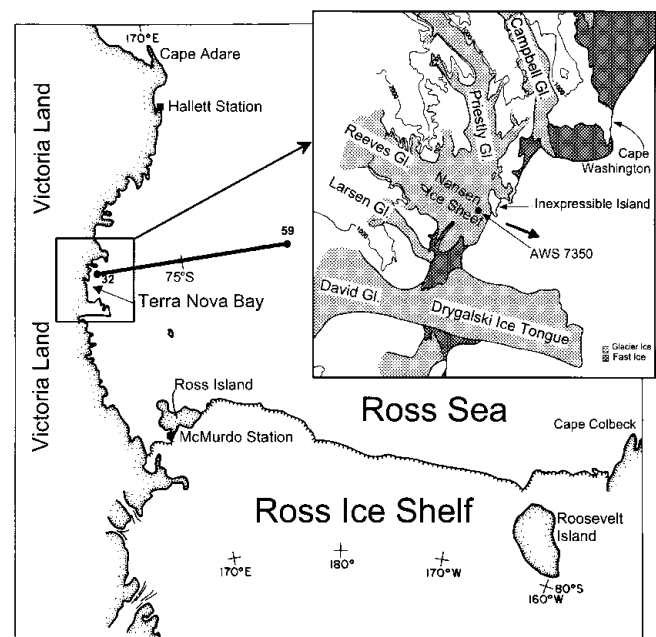 170°E
Cape Adare
Hallett Station
Victoria Land
59
32
75°S
Terra Nova Bay
Victoria Land
Ross Island
McMurdo Station
Ross Sea
Cape Colbeck
Ross Ice Shelf
Roosevelt
Island
170°E
180°
170°W
80°S
160°W
Campbell Gl.
Priestly Gl.
Reeves Gl.
Larsen Gl.
Nansen
Ice Sheet
Cape
Washington
Inexpressible Island
AWS 7350
David Gl.
Drygalski Ice Tongue
Glacier Ice
Fast Ice